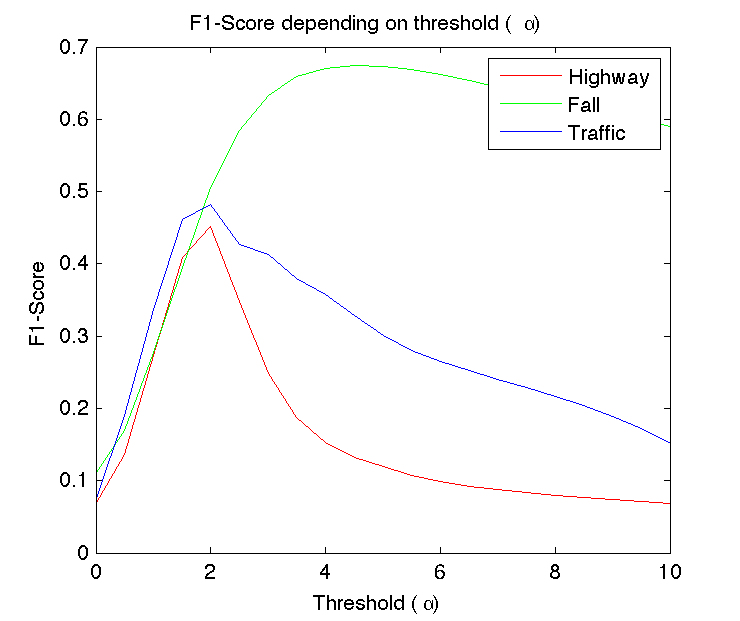 F1-Score depending on threshold ( α)
0.7
0.6
0.5
0.4
0.3
0.2
0.1
0
F1-Score
Highway
Fall
Traffic
0 2 4 6 8 10
Threshold ( α)